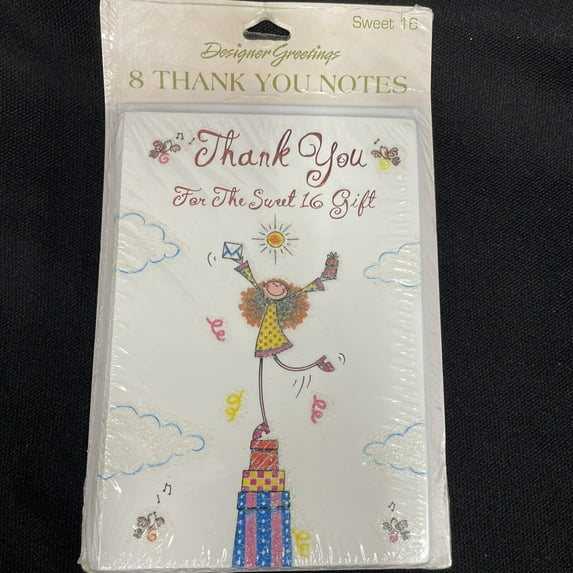 Sweet 16
Designer Greetings
8 THANK YOU NOTES
Thank You
For The Sweet 16 Gift